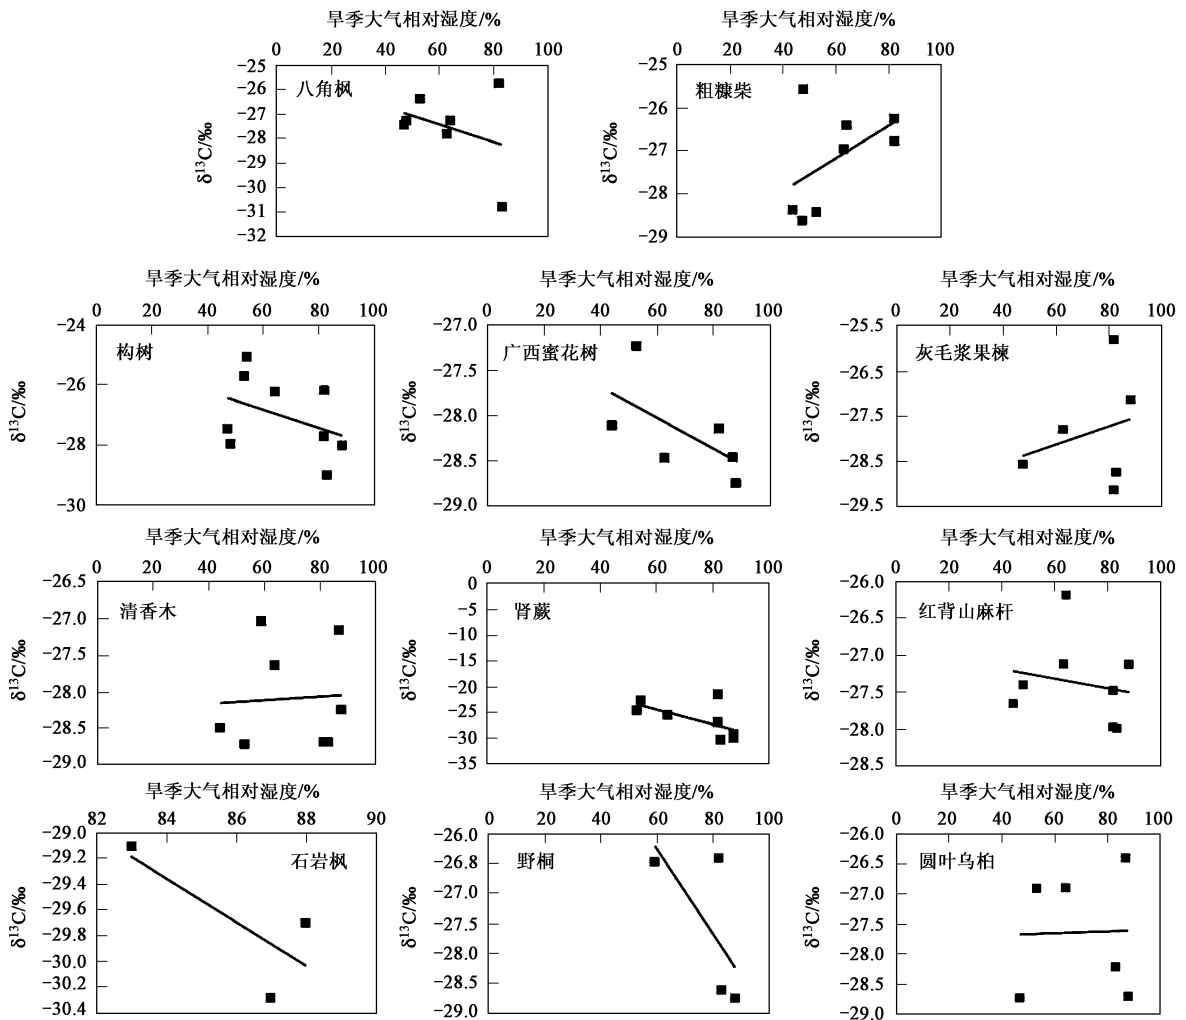 旱季大气相对湿度/% 旱季大气相对湿度/%
0 20 40 60 80 100 0 20 40 60 80 100
−25
−26
−27
−28
−29
−30
−31
−32
δ¹³C/‰
八角枫
−25
−26
−27
−28
−29
δ¹³C/‰
粗糠柴
旱季大气相对湿度/% 旱季大气相对湿度/% 旱季大气相对湿度/%
0 20 40 60 80 100 0 20 40 60 80 100 0 20 40 60 80 100
−24
−26
−28
−30
δ¹³C/‰
构树
−27.0
−27.5
−28.0
−28.5
−29.0
δ¹³C/‰
广西蜜花树
−25.5
−26.5
−27.5
−28.5
−29.5
δ¹³C/‰
灰毛浆果楝
旱季大气相对湿度/% 旱季大气相对湿度/% 旱季大气相对湿度/%
0 20 40 60 80 100 0 20 40 60 80 100 0 20 40 60 80 100
−26.5
−27.0
−27.5
−28.0
−28.5
−29.0
δ¹³C/‰
清香木
0
−5
−10
−15
−20
−25
−30
−35
δ¹³C/‰
肾蕨
−26.0
−27.0
−27.5
−28.0
−28.5
δ¹³C/‰
红背山麻杆
旱季大气相对湿度/% 旱季大气相对湿度/% 旱季大气相对湿度/%
82 84 86 88 90 0 20 40 60 80 100 0 20 40 60 80 100
−29.0
−29.2
−29.4
−29.6
−29.8
−30.0
−30.2
−30.4
δ¹³C/‰
石岩枫
−26.0
−26.8
−27.0
−27.5
−28.0
−28.5
−29.0
δ¹³C/‰
野桐
−26.0
−26.5
−27.0
−27.5
−28.0
−28.5
−29.0
δ¹³C/‰
圆叶乌桕